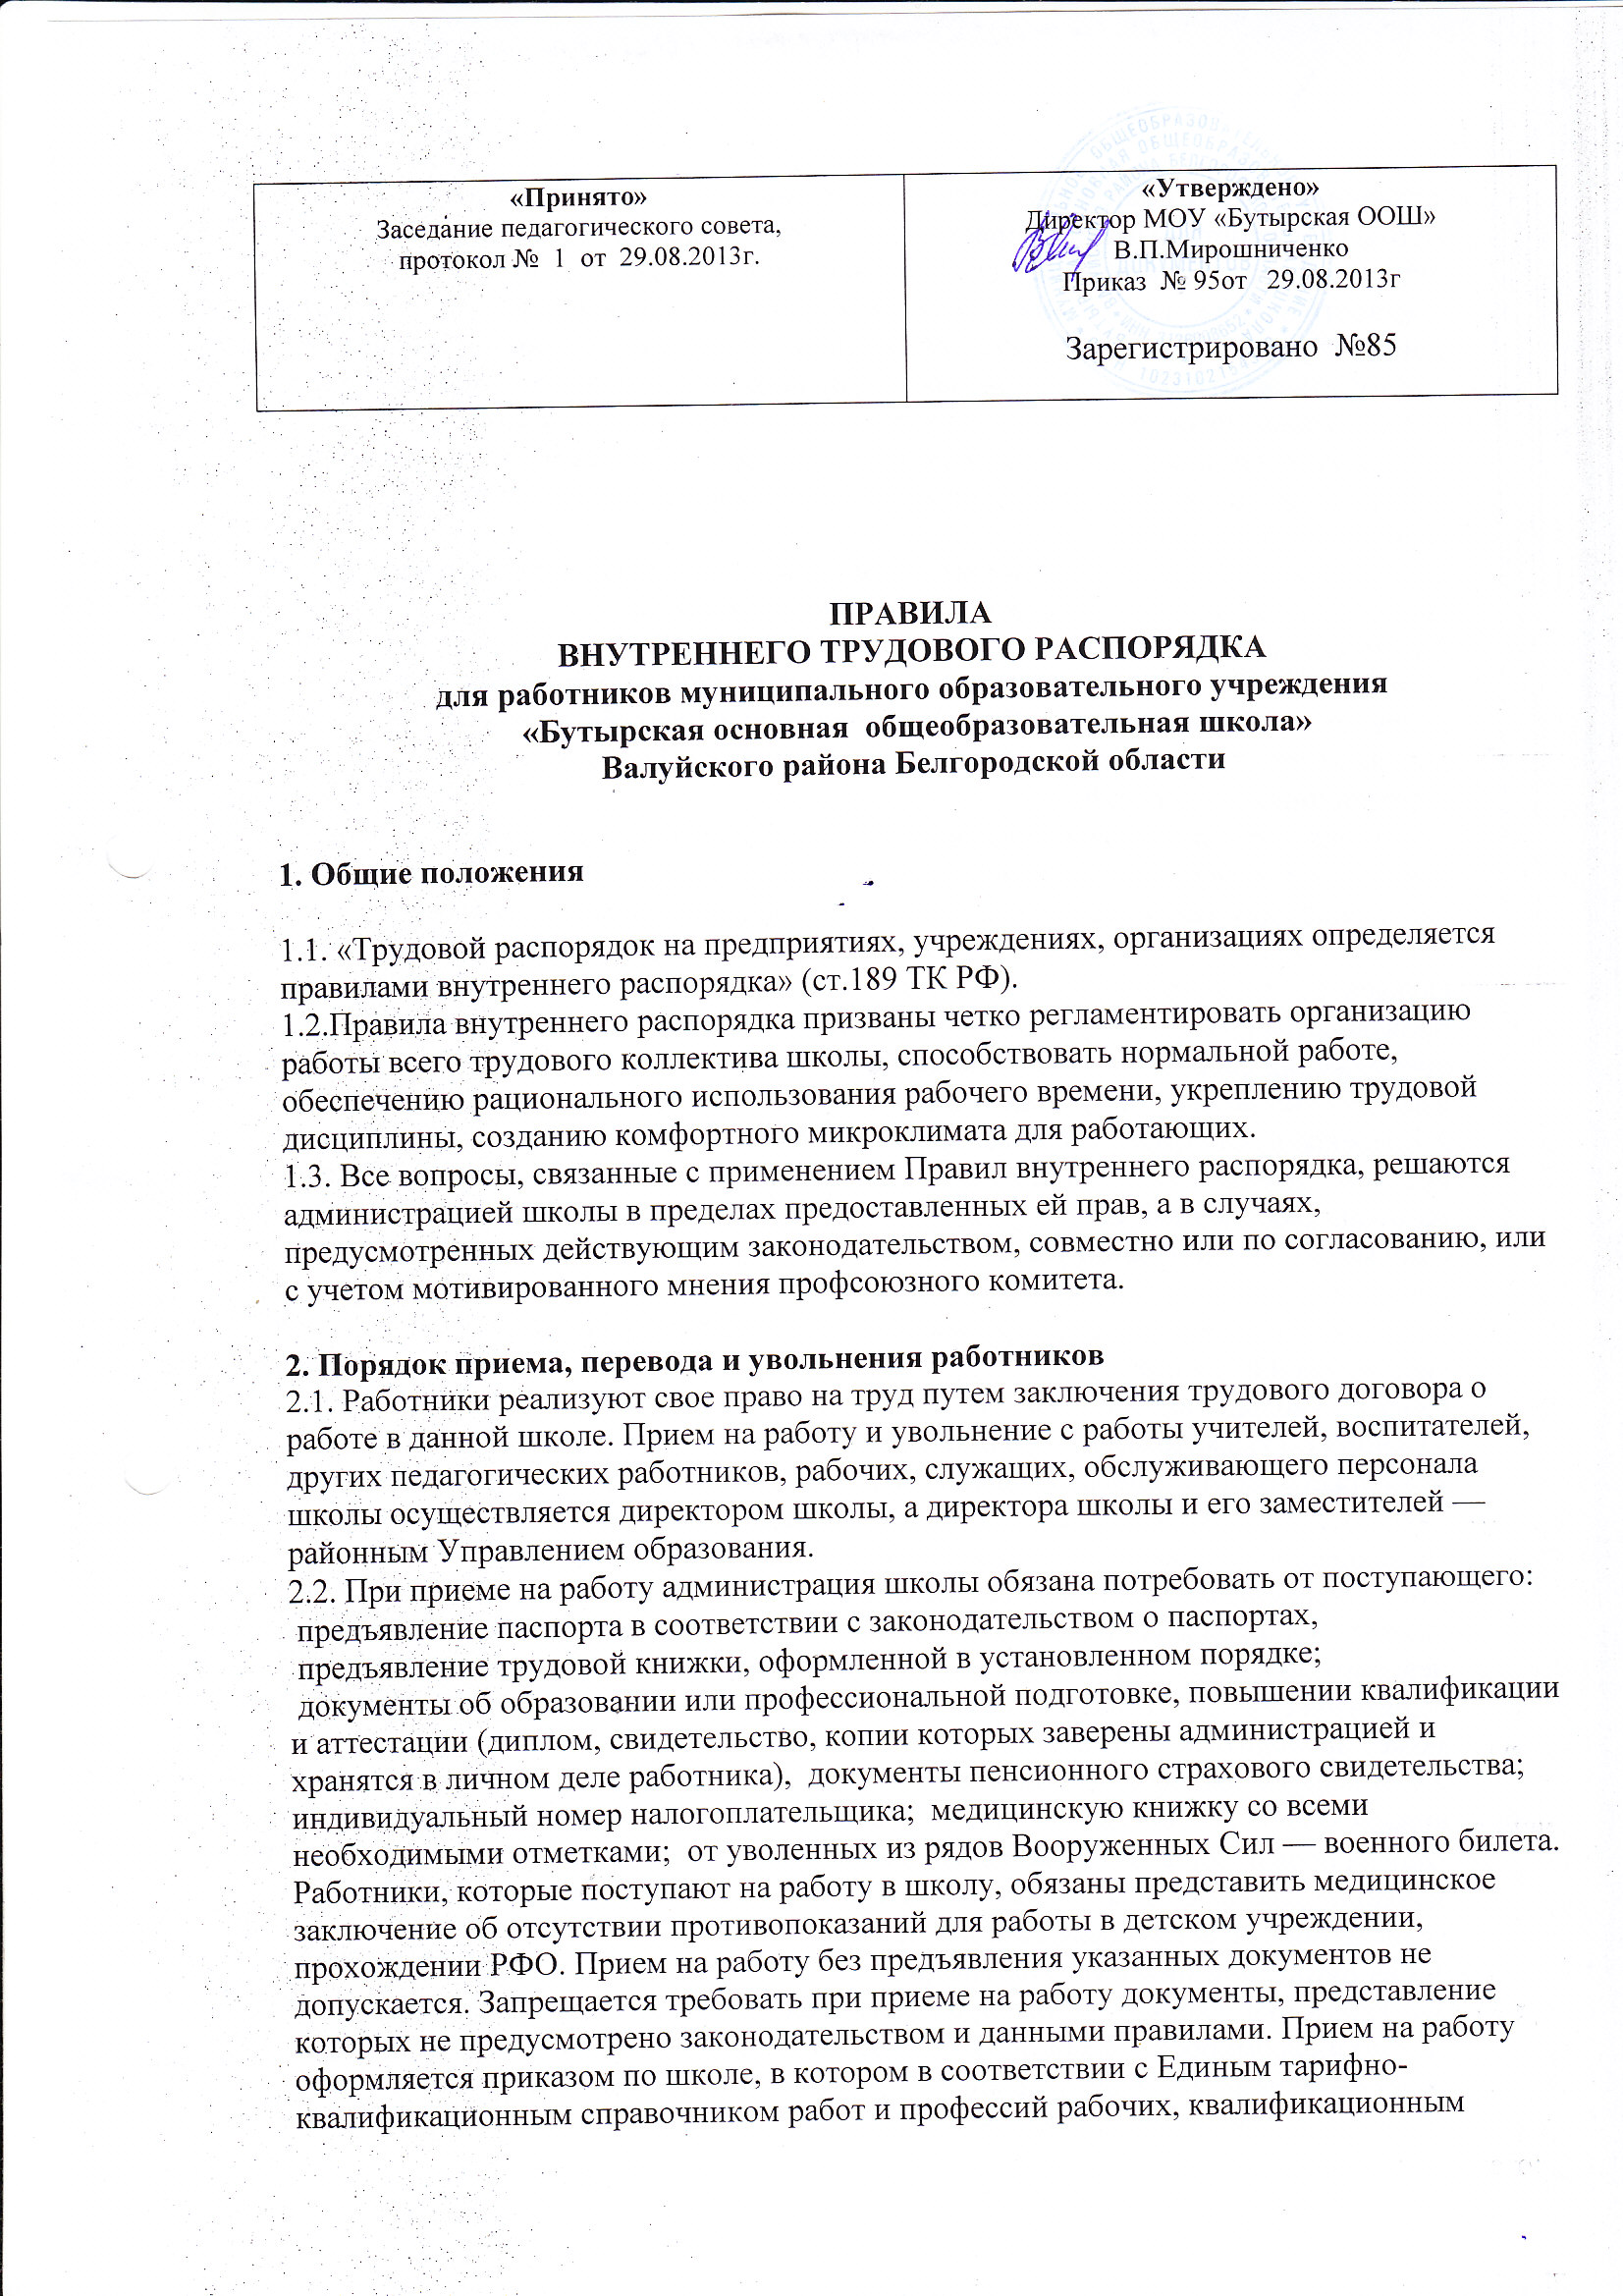 «Принято»
Заседание педагогического совета,
протокол № 1 от 29.08.2013г.
«Утверждено»
Директор МОУ «Бутырская ООШ»
В.П.Мирошниченко
Приказ № 95от 29.08.2013г
Зарегистрировано №85
ПРАВИЛА
ВНУТРЕННЕГО ТРУДОВОГО РАСПОРЯДКА
для работников муниципального образовательного учреждения
«Бутырская основная общеобразовательная школа»
Валуйского района Белгородской области
1. Общие положения
1.1. «Трудовой распорядок на предприятиях, учреждениях, организациях определяется
правилами внутреннего распорядка» (ст.189 ТК РФ).
1.2.Правила внутреннего распорядка призваны четко регламентировать организацию
работы всего трудового коллектива школы, способствовать нормальной работе,
обеспечению рационального использования рабочего времени, укреплению трудовой
дисциплины, созданию комфортного микроклимата для работающих.
1.3. Все вопросы, связанные с применением Правил внутреннего распорядка, решаются
администрацией школы в пределах предоставленных ей прав, а в случаях,
предусмотренных действующим законодательством, совместно или по согласованию, или
с учетом мотивированного мнения профсоюзного комитета.
2. Порядок приема, перевода и увольнения работников
2.1. Работники реализуют свое право на труд путем заключения трудового договора о
работе в данной школе. Прием на работу и увольнение с работы учителей, воспитателей,
других педагогических работников, рабочих, служащих, обслуживающего персонала
школы осуществляется директором школы, а директора школы и его заместителей —
районным Управлением образования.
2.2. При приеме на работу администрация школы обязана потребовать от поступающего:
предъявление паспорта в соответствии с законодательством о паспортах,
предъявление трудовой книжки, оформленной в установленном порядке;
документы об образовании или профессиональной подготовке, повышении квалификации
и аттестации (диплом, свидетельство, копии которых заверены администрацией и
хранятся в личном деле работника), документы пенсионного страхового свидетельства;
индивидуальный номер налогоплательщика; медицинскую книжку со всеми
необходимыми отметками; от уволенных из рядов Вооруженных Сил — военного билета.
Работники, которые поступают на работу в школу, обязаны представить медицинское
заключение об отсутствии противопоказаний для работы в детском учреждении,
прохождении РФО. Прием на работу без предъявления указанных документов не
допускается. Запрещается требовать при приеме на работу документы, представление
которых не предусмотрено законодательством и данными правилами. Прием на работу
оформляется приказом по школе, в котором в соответствии с Единым тарифно-
квалификационным справочником работ и профессий рабочих, квалификационным